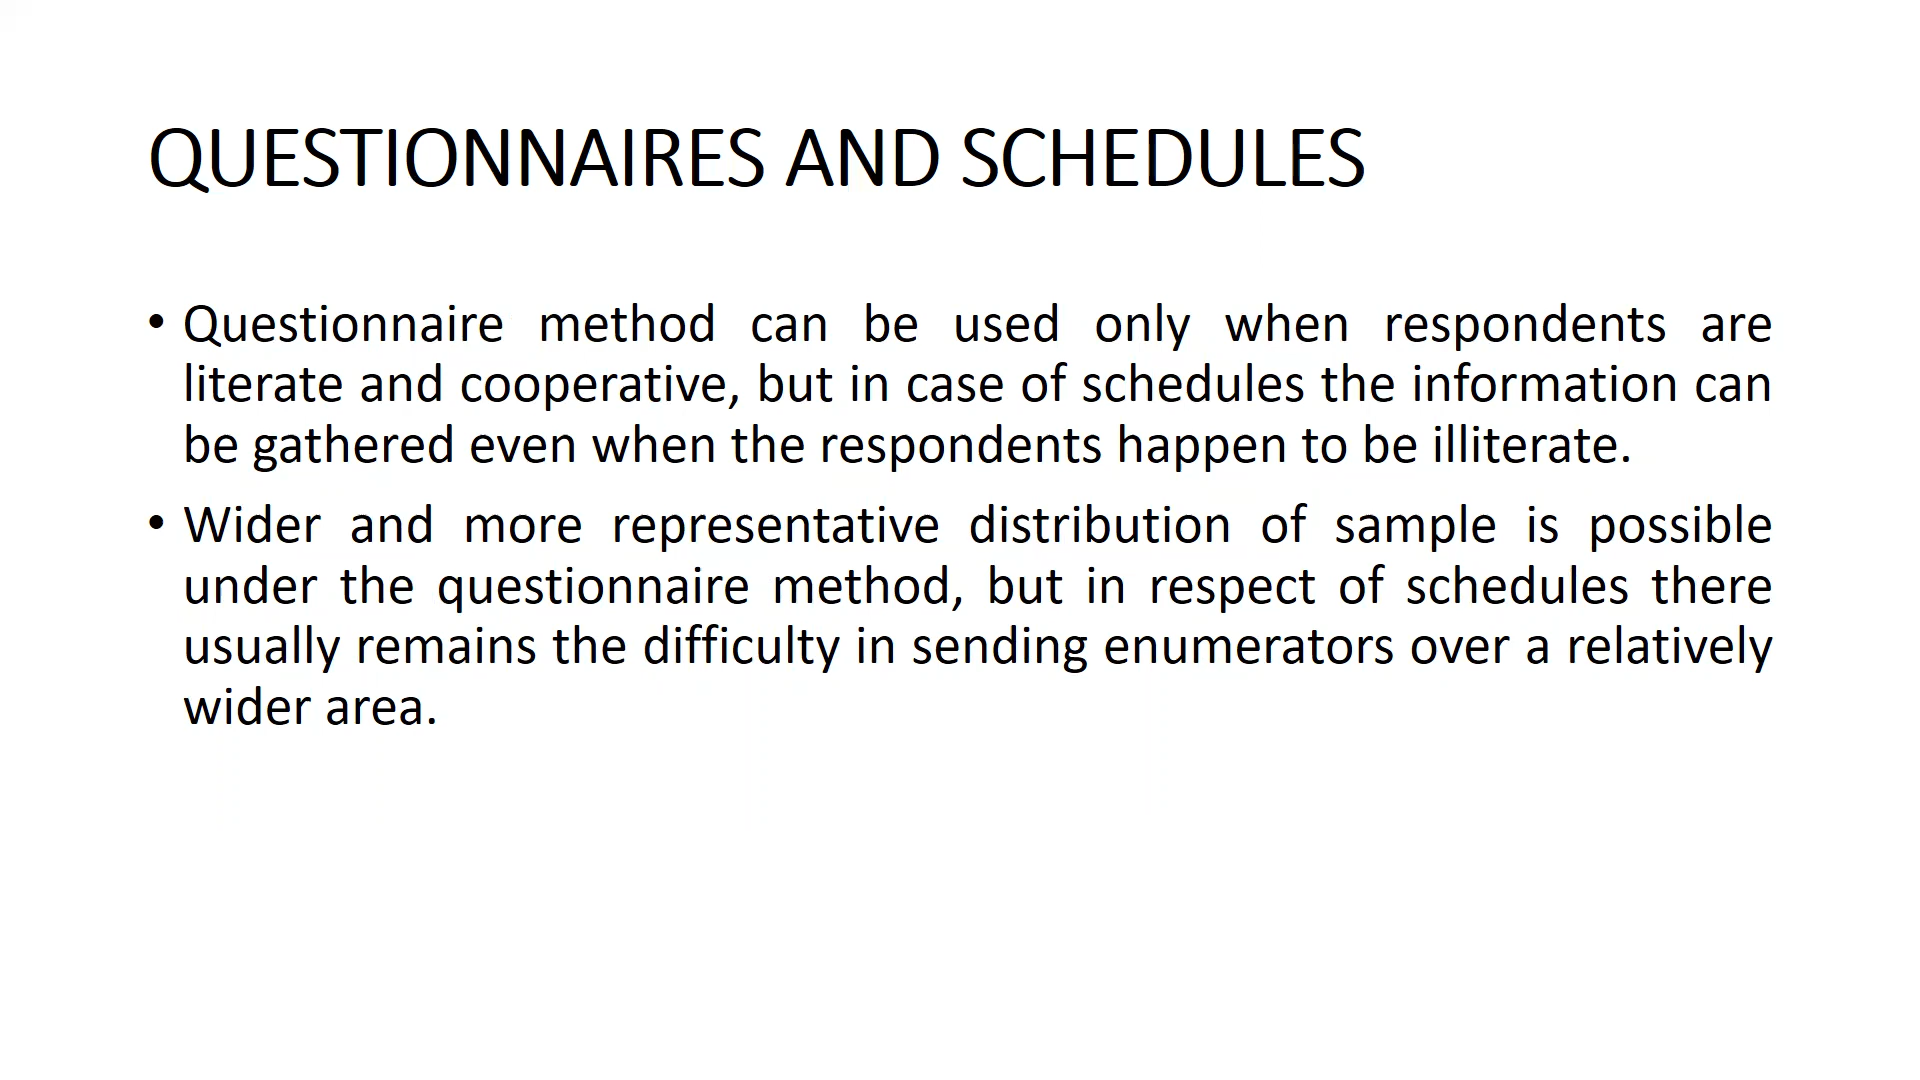 QUESTIONNAIRES AND SCHEDULES
• Questionnaire method can be used only when respondents are
literate and cooperative, but in case of schedules the information can
be gathered even when the respondents happen to be illiterate.
• Wider and more representative distribution of sample is possible
under the questionnaire method, but in respect of schedules there
usually remains the difficulty in sending enumerators over a relatively
wider area.